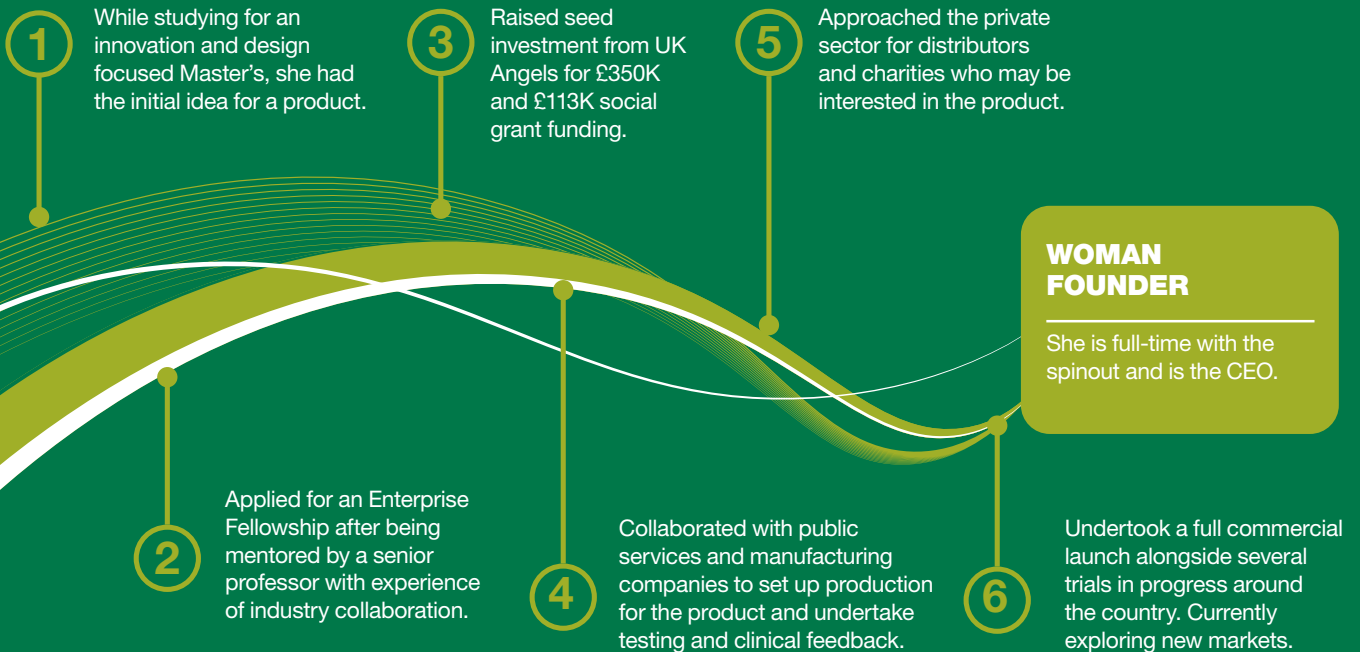 1
While studying for an
innovation and design
focused Master's, she had
the initial idea for a product.
2
Applied for an Enterprise
Fellowship after being
mentored by a senior
professor with experience
of industry collaboration.
3
Raised seed
investment from UK
Angels for £350K
and £113K social
grant funding.
4
Collaborated with public
services and manufacturing
companies to set up production
for the product and undertake
testing and clinical feedback.
5
Approached the private
sector for distributors
and charities who may be
interested in the product.
6
Undertook a full commercial
launch alongside several
trials in progress around
the country. Currently
exploring new markets.
WOMAN
FOUNDER
She is full-time with the
spinout and is the CEO.